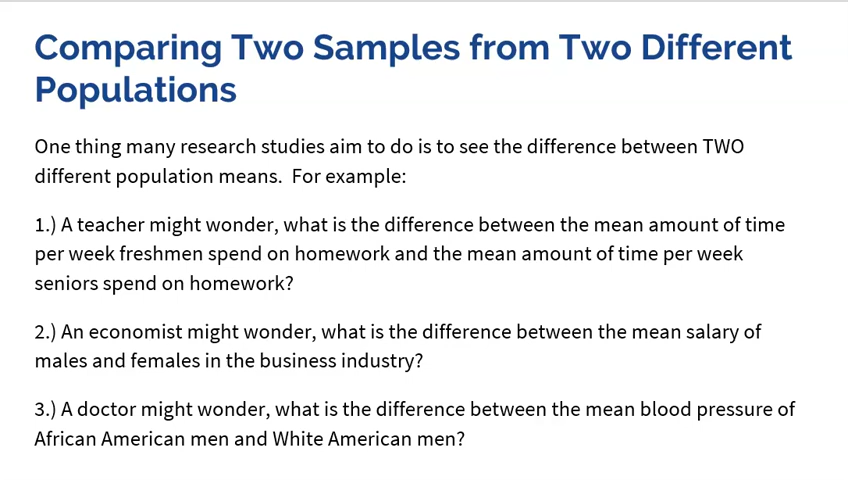 Comparing Two Samples from Two Different
Populations
One thing many research studies aim to do is to see the difference between TWO
different population means.  For example:
1.) A teacher might wonder, what is the difference between the mean amount of time
per week freshmen spend on homework and the mean amount of time per week
seniors spend on homework?
2.) An economist might wonder, what is the difference between the mean salary of
males and females in the business industry?
3.) A doctor might wonder, what is the difference between the mean blood pressure of
African American men and White American men?